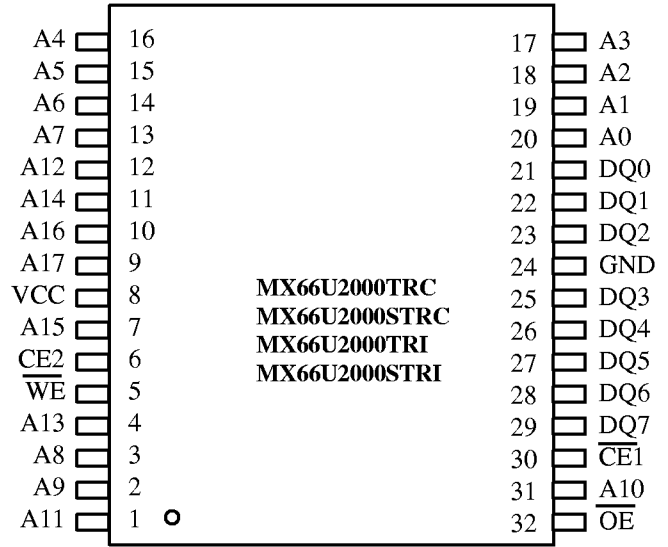 A4 16 17 A3
A5 15 18 A2
A6 14 19 A1
A7 13 20 A0
A12 12 21 DQ0
A14 11 22 DQ1
A16 10 23 DQ2
A17 9 24 GND
VCC 8 MX66U2000TRC 25 DQ3
A15 7 MX66U2000STRC 26 DQ4
CE2 6 MX66U2000TRI 27 DQ5
W̅E̅ 5 MX66U2000STRI 28 DQ6
A13 4 29 DQ7
A8 3 30 C̅E̅1
A9 2 31 A10
A11 1 32 O̅E̅